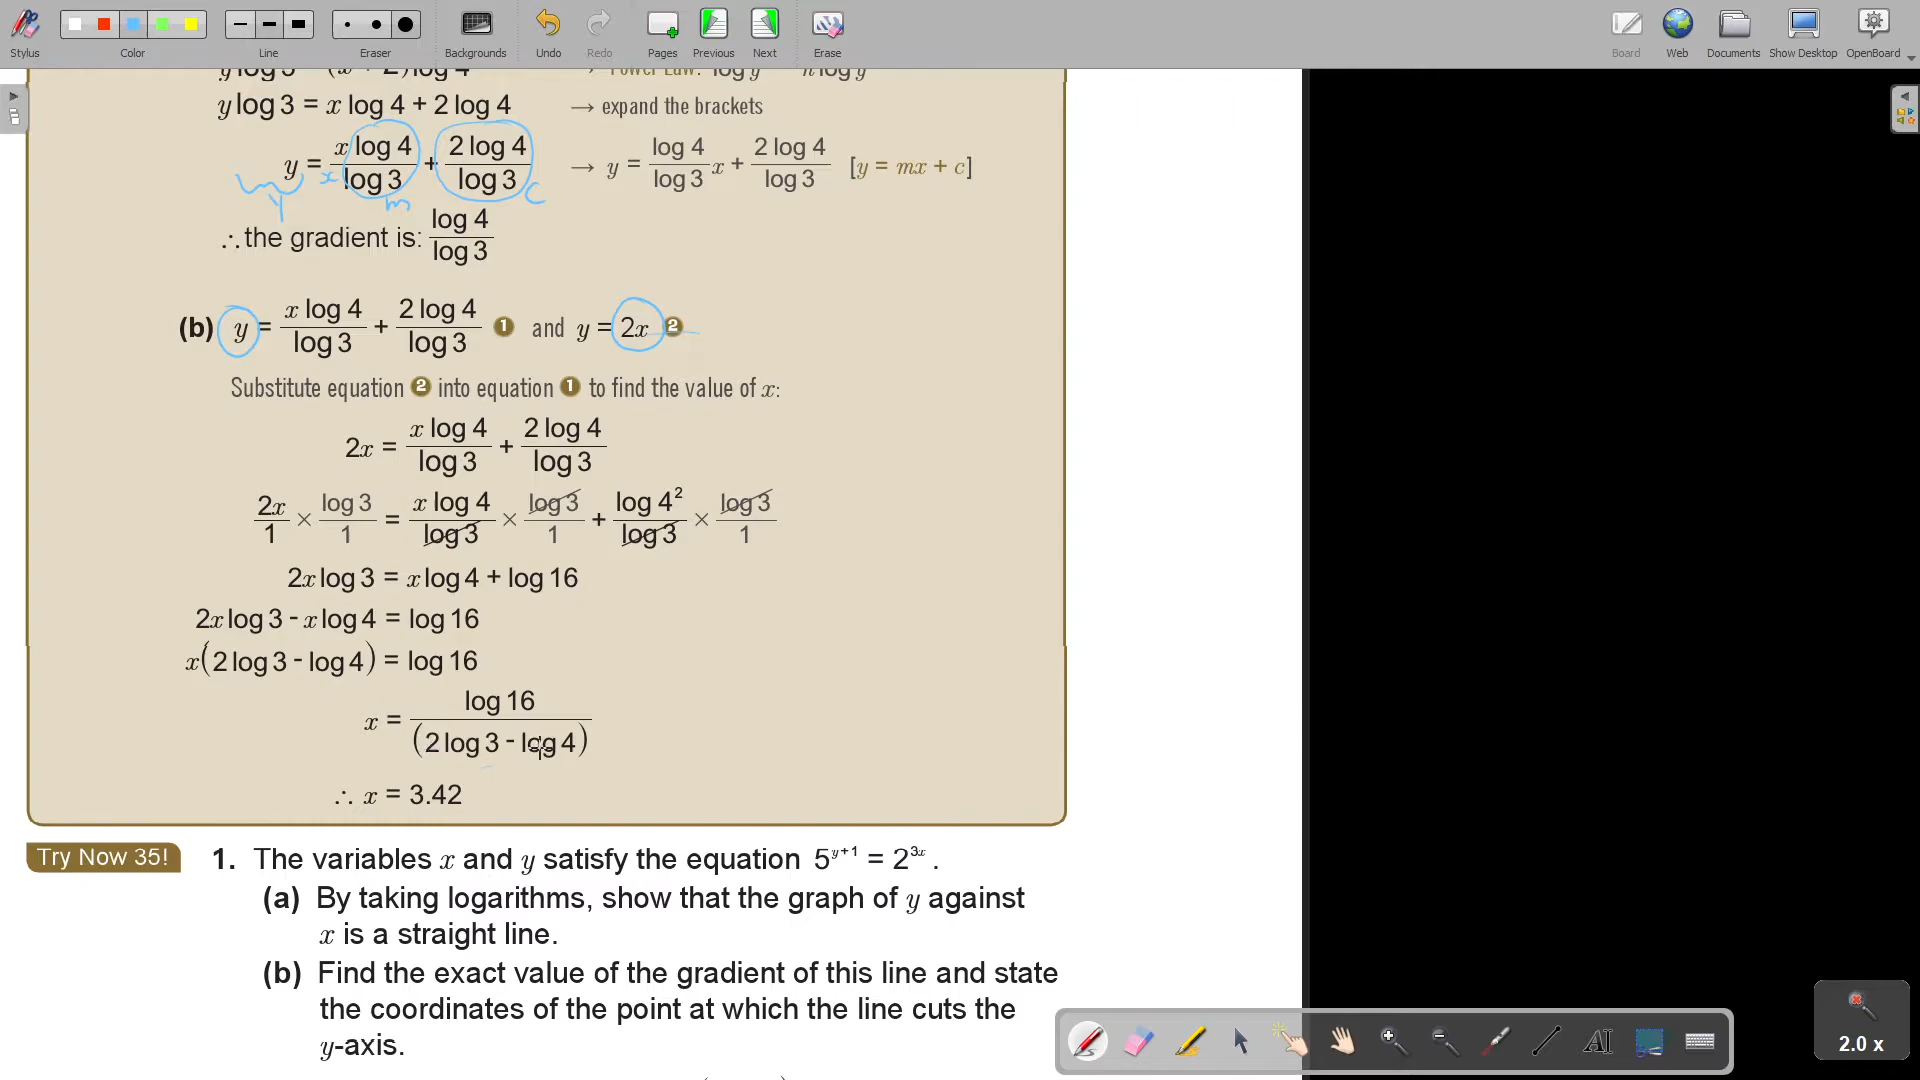 Stylus Color Line Eraser Backgrounds Undo Redo Pages Previous Next Erase Board Web Documents Show Desktop OpenBoard
y log 3 = x log 4 + 2 log 4 → expand the brackets
y = x log 4 / log 3 + 2 log 4 / log 3 → y = log 4 / log 3 x + 2 log 4 / log 3 [y = mx + c]
Y x m c
∴ the gradient is: log 4 / log 3
(b) y = x log 4 / log 3 + 2 log 4 / log 3 ❶ and y = 2x ❷
Substitute equation ❷ into equation ❶ to find the value of x:
2x = x log 4 / log 3 + 2 log 4 / log 3
2x / 1 × log 3 / 1 = x log 4 / log 3 × log 3 / 1 + log 4² / log 3 × log 3 / 1
2x log 3 = x log 4 + log 16
2x log 3 - x log 4 = log 16
x(2 log 3 - log 4) = log 16
x = log 16 / (2 log 3 - log 4)
∴ x = 3.42
Try Now 35! 1. The variables x and y satisfy the equation 5^(y+1) = 2^(3x) .
(a) By taking logarithms, show that the graph of y against
x is a straight line.
(b) Find the exact value of the gradient of this line and state
the coordinates of the point at which the line cuts the
y-axis.
2.0 x